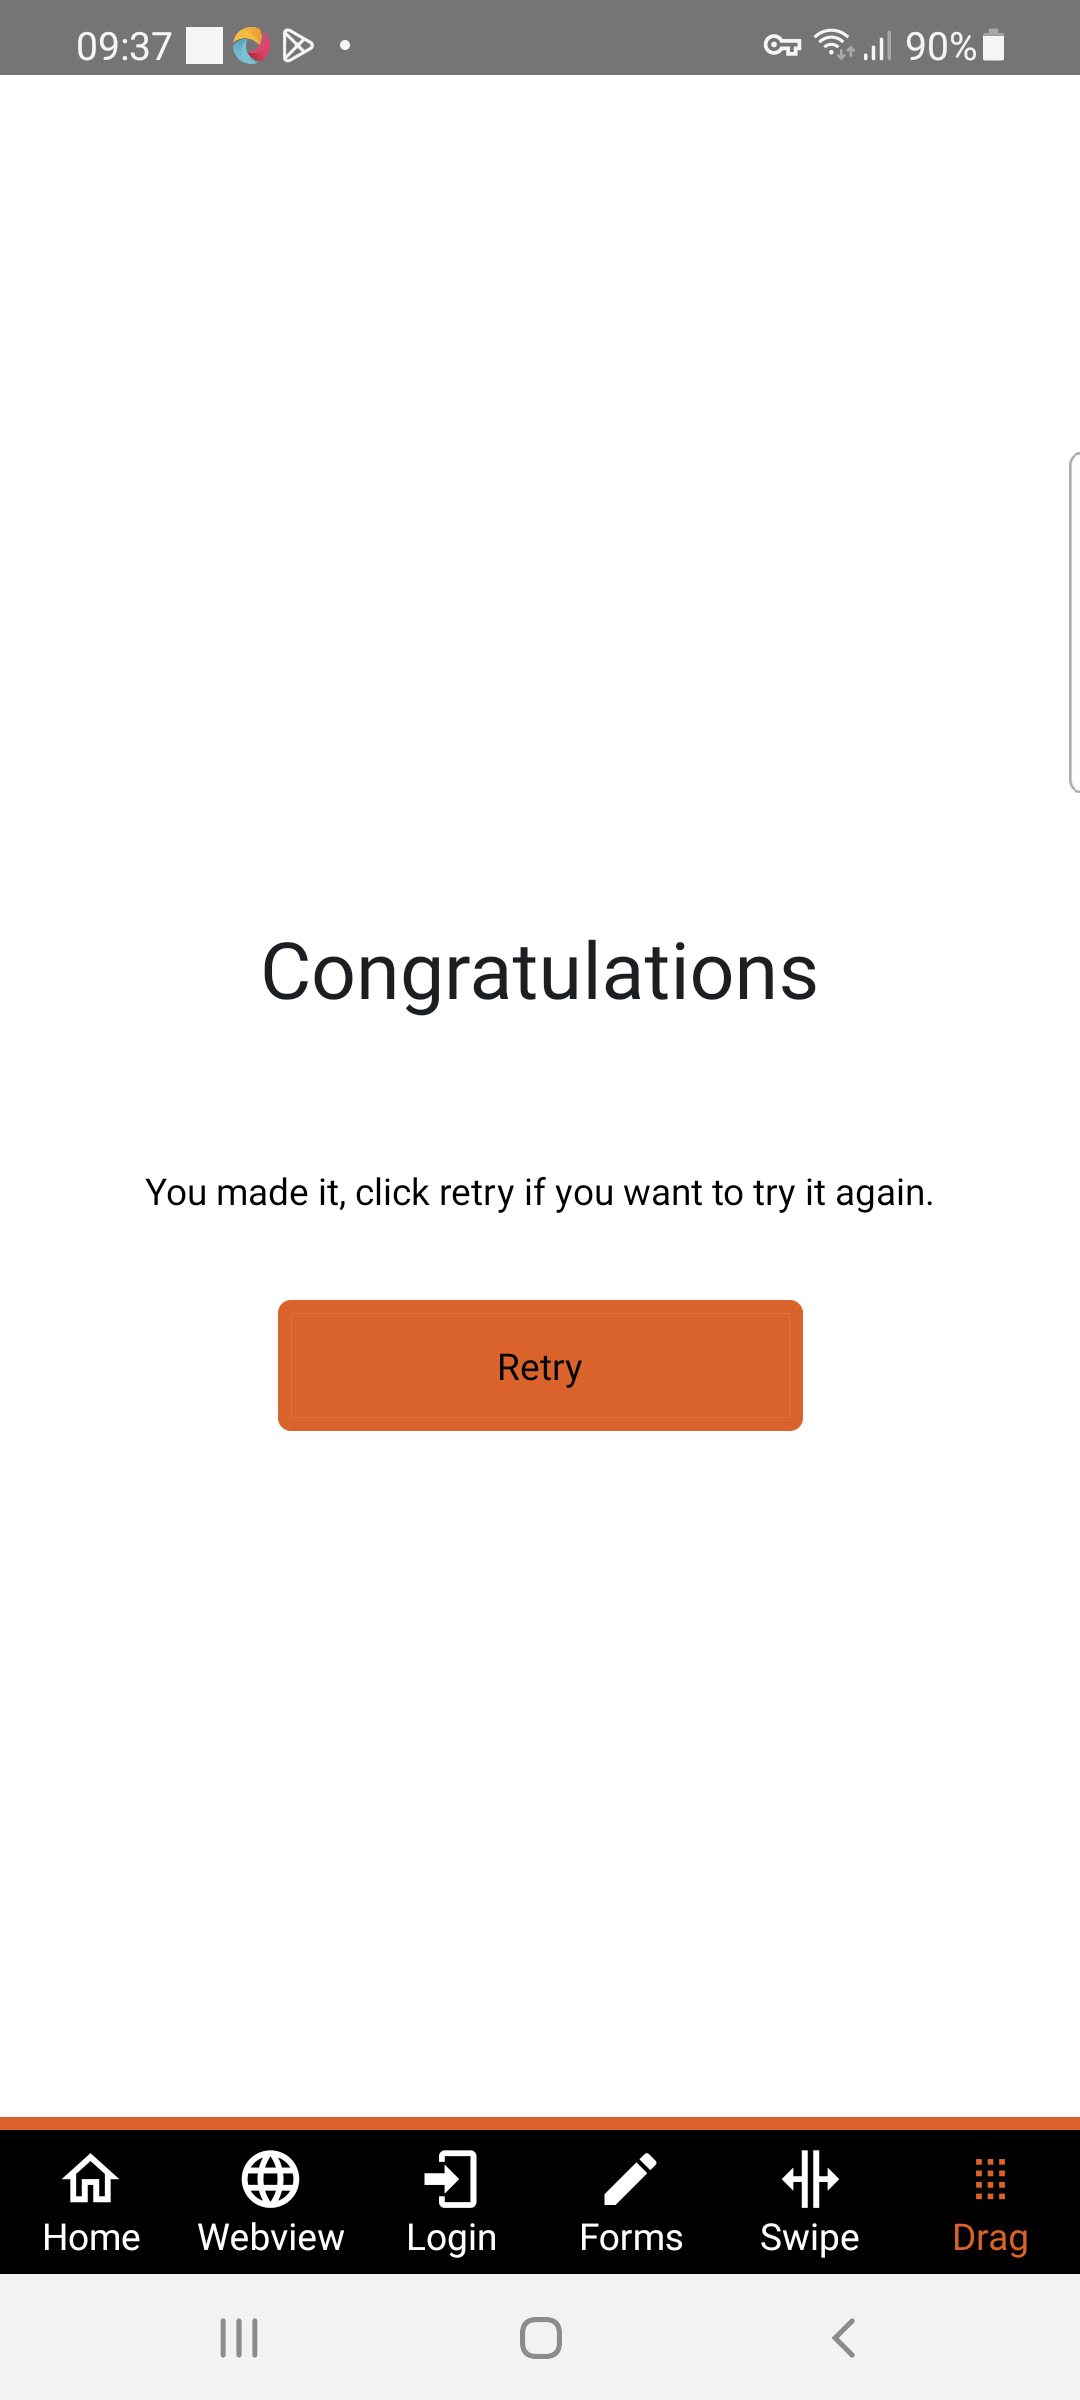 09:37 90%
Congratulations
You made it, click retry if you want to try it again.
Retry
Home Webview Login Forms Swipe Drag